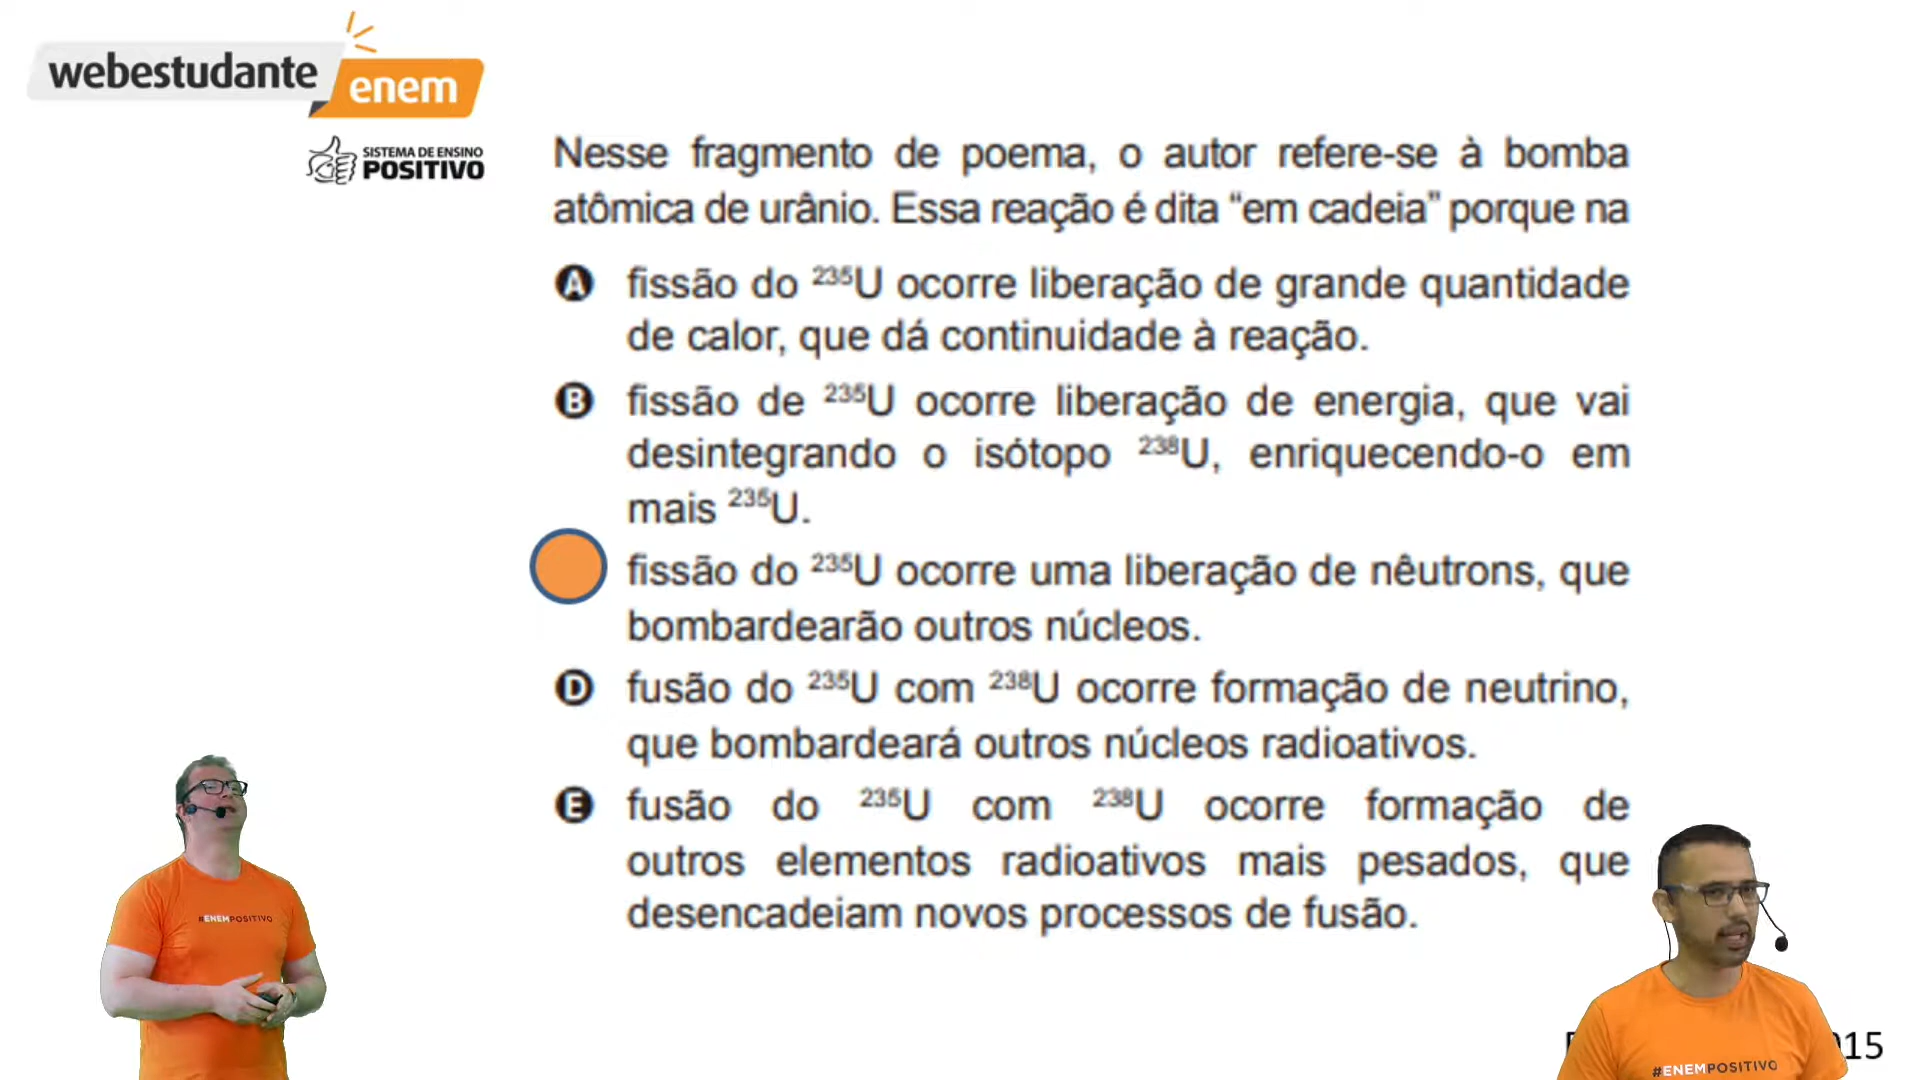 webestudante
enem
SISTEMA DE ENSINO
POSITIVO
Nesse fragmento de poema, o autor refere-se à bomba
atômica de urânio. Essa reação é dita “em cadeia” porque na
A fissão do ²³⁵U ocorre liberação de grande quantidade
de calor, que dá continuidade à reação.
B fissão de ²³⁵U ocorre liberação de energia, que vai
desintegrando o isótopo ²³⁸U, enriquecendo-o em
mais ²³⁵U.
fissão do ²³⁵U ocorre uma liberação de nêutrons, que
bombardearão outros núcleos.
D fusão do ²³⁵U com ²³⁸U ocorre formação de neutrino,
que bombardeará outros núcleos radioativos.
E fusão do ²³⁵U com ²³⁸U ocorre formação de
outros elementos radioativos mais pesados, que
desencadeiam novos processos de fusão.
#ENEMPOSITIVO
#ENEMPOSITIVO